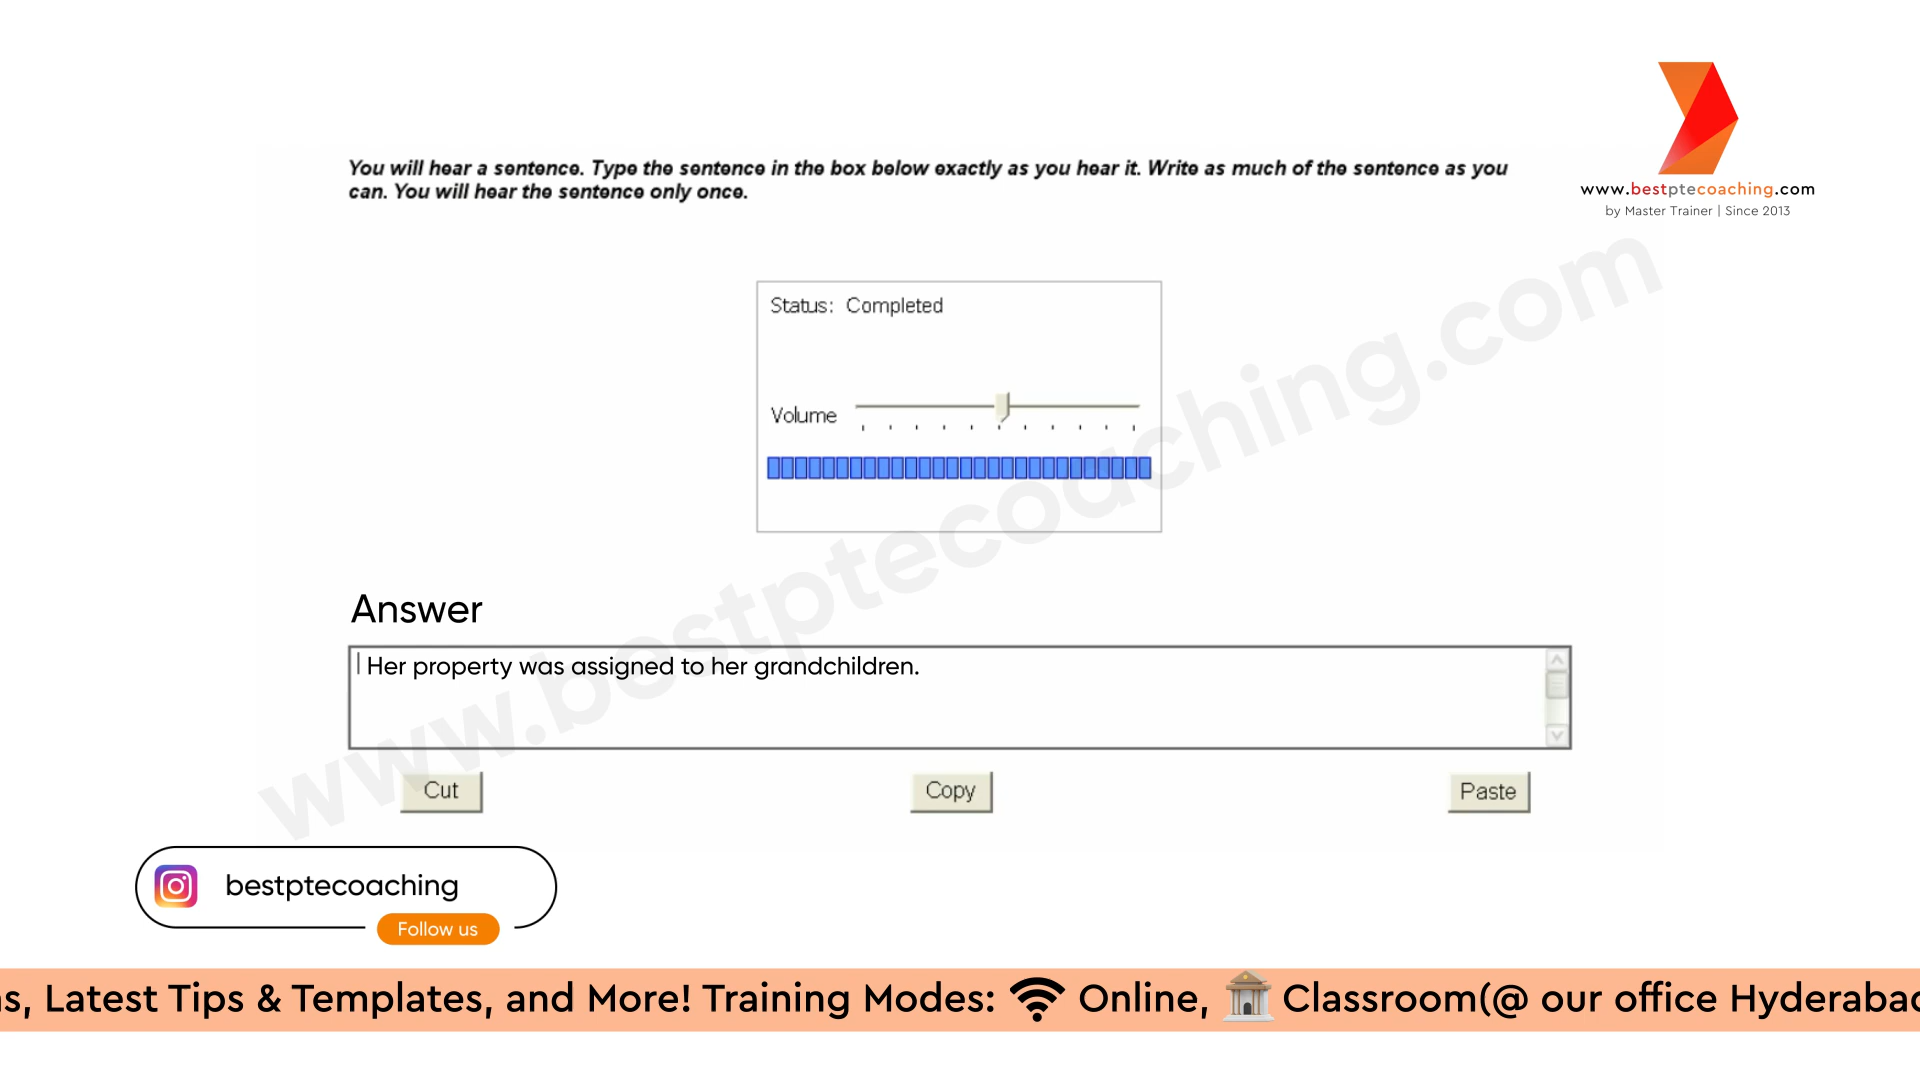 You will hear a sentence. Type the sentence in the box below exactly as you hear it. Write as much of the sentence as you
can. You will hear the sentence only once.
www.bestptecoaching.com
by Master Trainer | Since 2013
Status: Completed
Volume
www.bestptecoaching.com
Answer
Her property was assigned to her grandchildren.
Cut
Copy
Paste
bestptecoaching
Follow us
s, Latest Tips & Templates, and More! Training Modes: Online, Classroom(@ our office Hyderabad